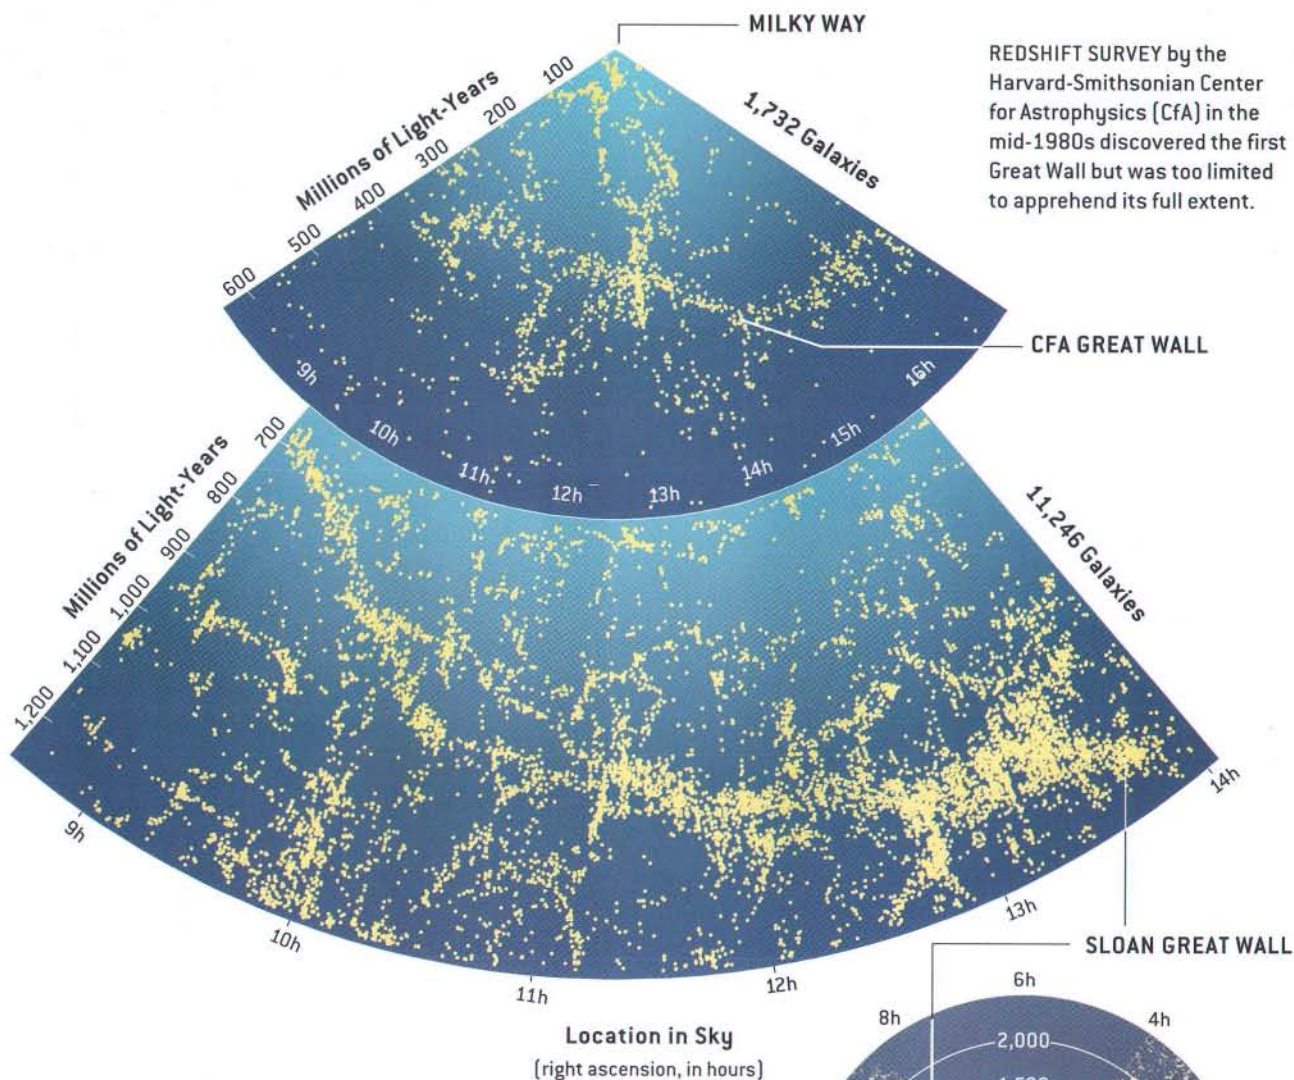 MILKY WAY
REDSHIFT SURVEY by the
Harvard-Smithsonian Center
for Astrophysics (CfA) in the
mid-1980s discovered the first
Great Wall but was too limited
to apprehend its full extent.
Millions of Light-Years
100
200
300
400
500
600
1,732 Galaxies
CFA GREAT WALL
9h
10h
11h
12h
13h
14h
15h
16h
Millions of Light-Years
700
800
900
1,000
1,100
1,200
11,246 Galaxies
9h
10h
11h
12h
13h
14h
SLOAN GREAT WALL
Location in Sky
(right ascension, in hours)
6h
8h
4h
2,000